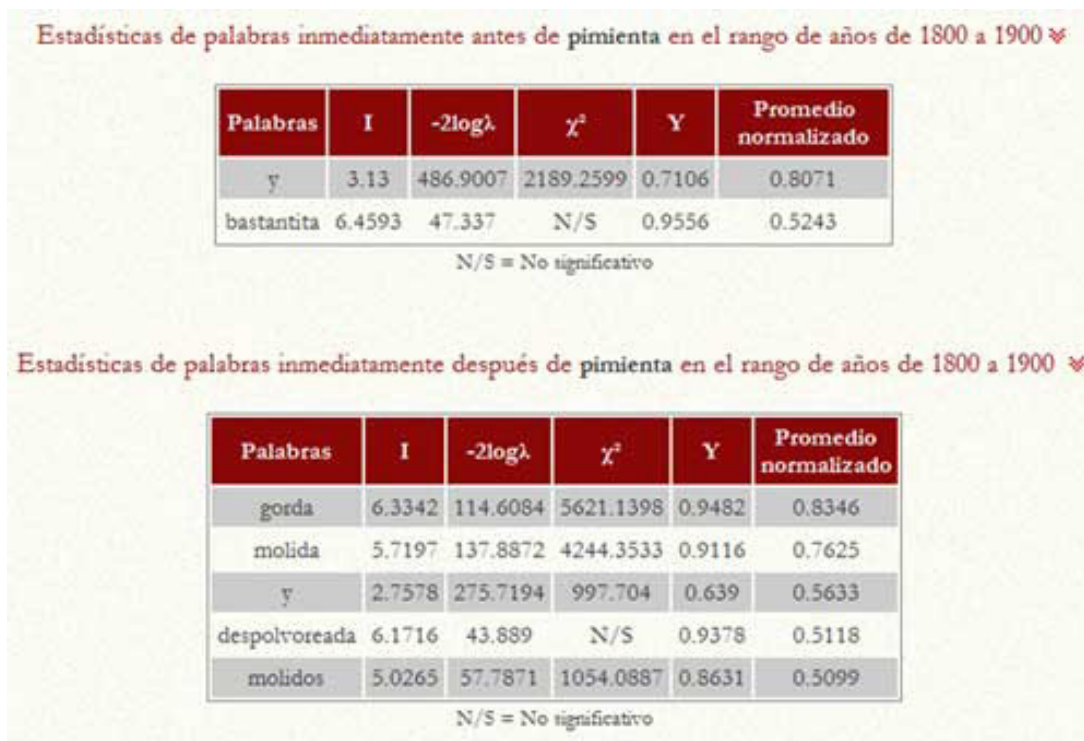 Estadísticas de palabras inmediatamente antes de pimienta en el rango de años de 1800 a 1900
Palabras I -2logλ χ² Y Promedio normalizado
y 3.13 486.9007 2189.2599 0.7106 0.8071
bastantita 6.4593 47.337 N/S 0.9556 0.5243
N/S = No significativo
Estadísticas de palabras inmediatamente después de pimienta en el rango de años de 1800 a 1900
Palabras I -2logλ χ² Y Promedio normalizado
gorda 6.3342 114.6084 5621.1398 0.9482 0.8346
molida 5.7197 137.8872 4244.3533 0.9116 0.7625
y 2.7578 275.7194 997.704 0.639 0.5633
despolvoreada 6.1716 43.889 N/S 0.9378 0.5118
molidos 5.0265 57.7871 1054.0887 0.8631 0.5099
N/S = No significativo